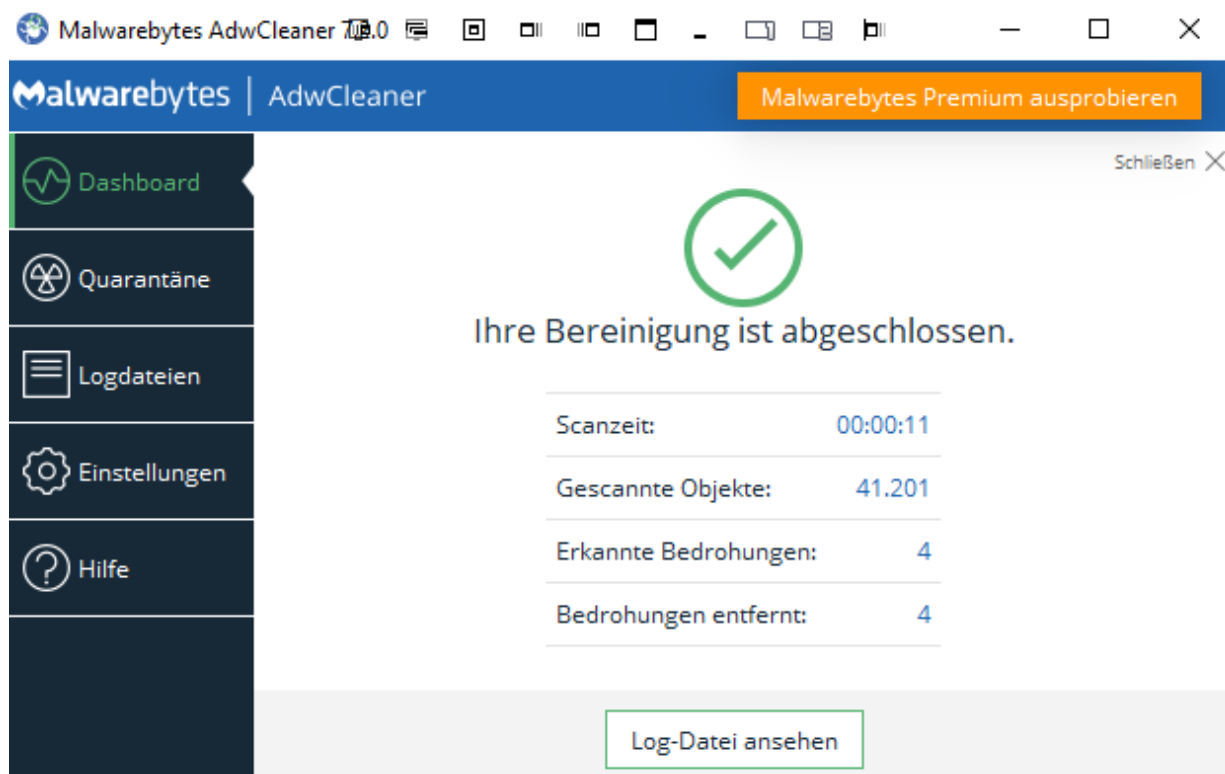 Malwarebytes AdwCleaner
Malwarebytes | AdwCleaner
Malwarebytes Premium ausprobieren
Schließen
Dashboard
Quarantäne
Logdateien
Einstellungen
Hilfe
Ihre Bereinigung ist abgeschlossen.
Scanzeit: 00:00:11
Gescannte Objekte: 41.201
Erkannte Bedrohungen: 4
Bedrohungen entfernt: 4
Log-Datei ansehen